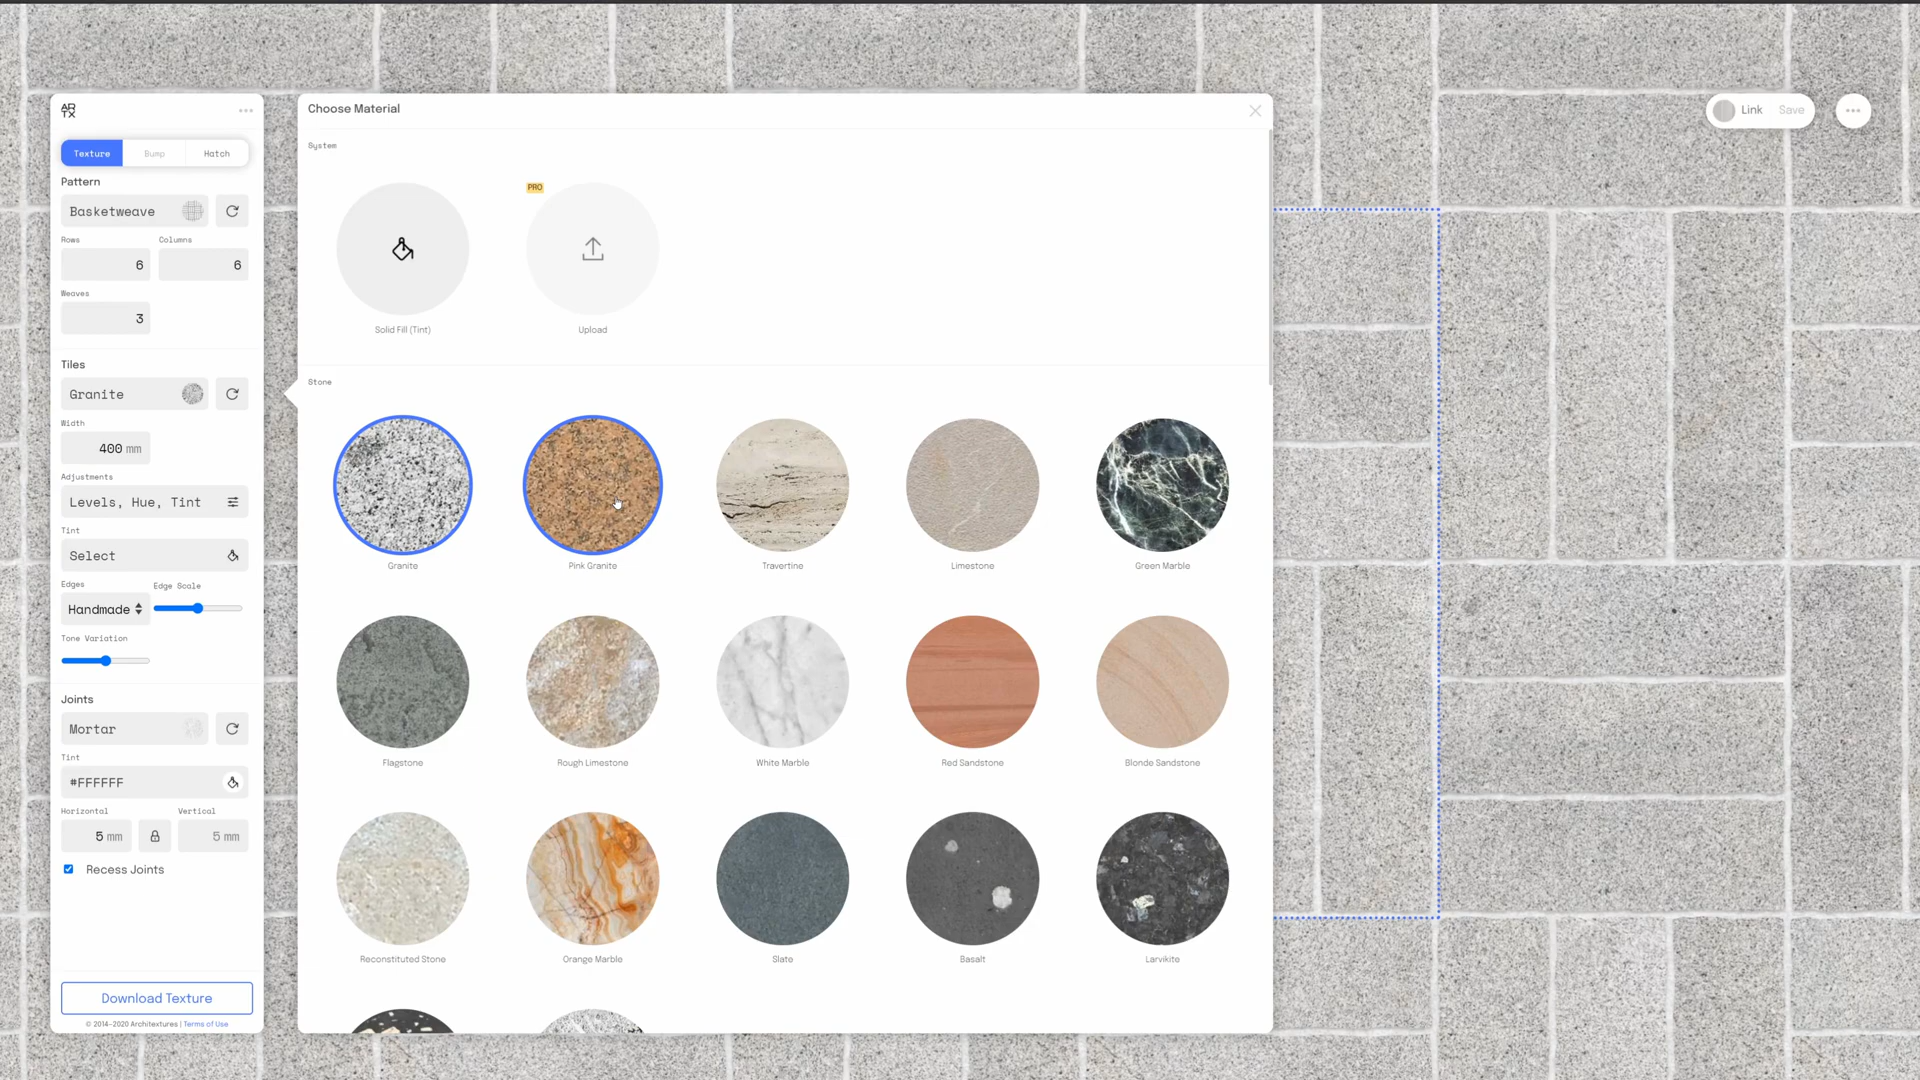 AR
TX
Texture
Bump
Hatch
Pattern
Basketweave
Rows
Columns
6
6
Weaves
3
Tiles
Granite
Width
400 mm
Adjustments
Levels, Hue, Tint
Tint
Select
Edges
Edge Scale
Handmade
Tone Variation
Joints
Mortar
Tint
#FFFFFF
Horizontal
Vertical
5 mm
5 mm
Recess Joints
Download Texture
© 2014-2020 Architextures | Terms of Use
Choose Material
System
PRO
Solid Fill (Tint)
Upload
Stone
Granite
Pink Granite
Travertine
Limestone
Green Marble
Flagstone
Rough Limestone
White Marble
Red Sandstone
Blonde Sandstone
Reconstituted Stone
Orange Marble
Slate
Basalt
Larvikite
Link
Save